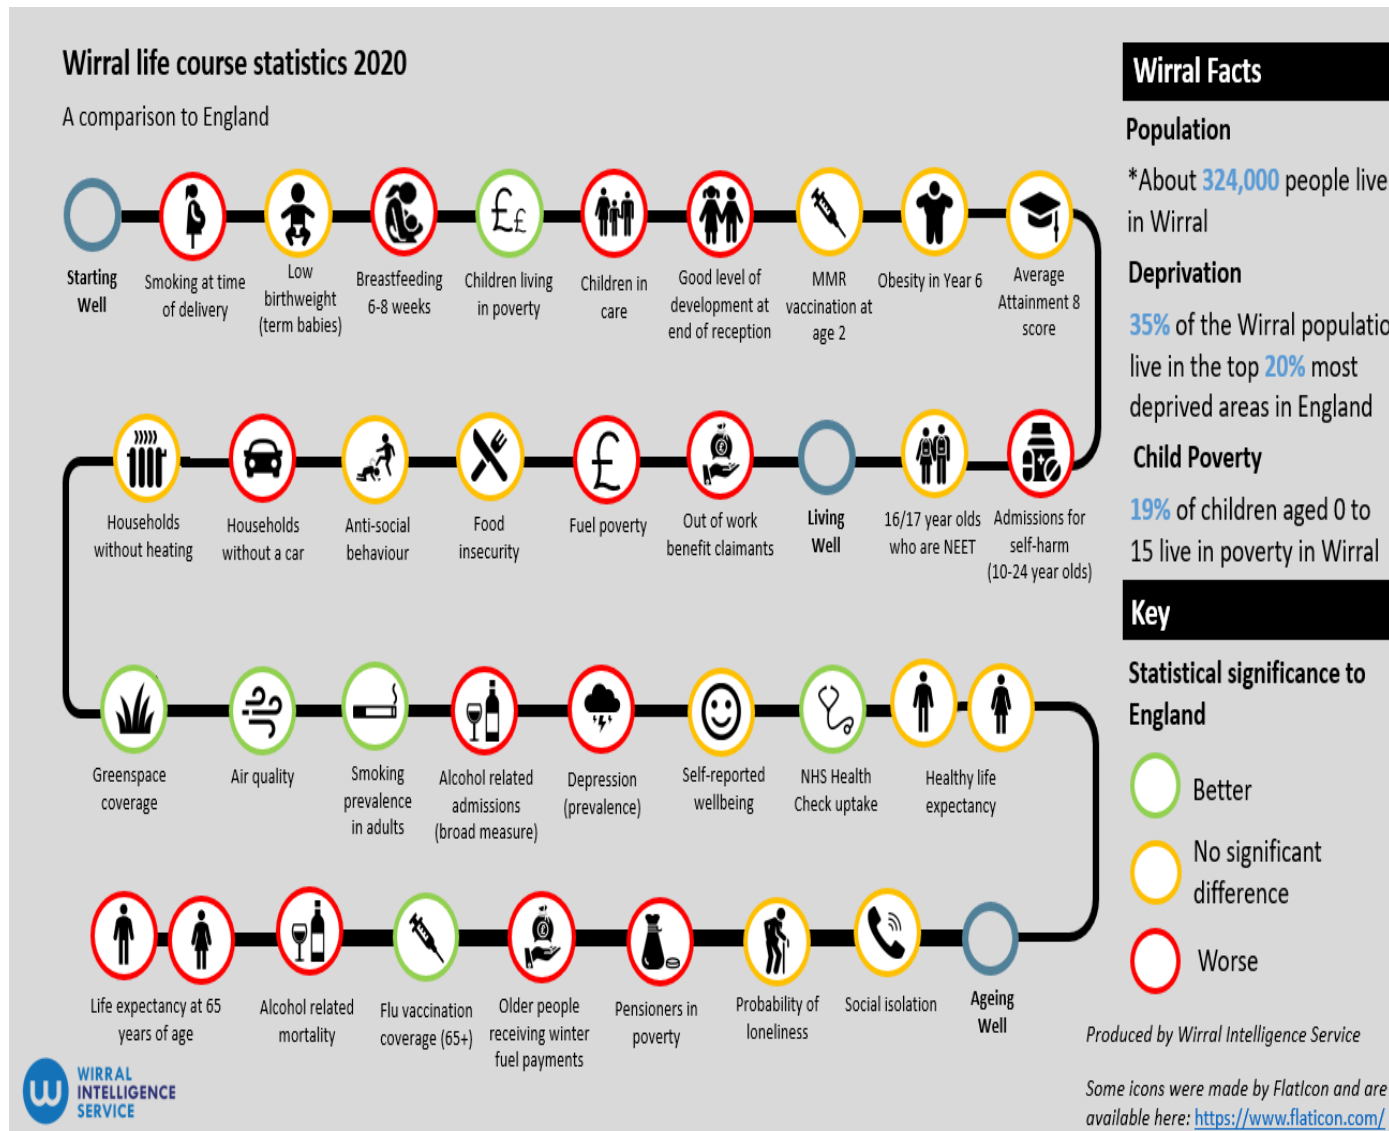 Wirral life course statistics 2020
A comparison to England
Starting
Well
Smoking at time
of delivery
Low
birthweight
(term babies)
Breastfeeding
6-8 weeks
££
Children living
in poverty
Children in
care
Good level of
development at
end of reception
MMR
vaccination at
age 2
Obesity in Year 6
Average
Attainment 8
score
Households
without heating
Households
without a car
Anti-social
behaviour
Food
insecurity
£
Fuel poverty
£
Out of work
benefit claimants
Living
Well
16/17 year olds
who are NEET
Admissions for
self-harm
(10-24 year olds)
Greenspace
coverage
Air quality
Smoking
prevalence
in adults
Alcohol related
admissions
(broad measure)
Depression
(prevalence)
Self-reported
wellbeing
NHS Health
Check uptake
Healthy life
expectancy
Life expectancy at 65
years of age
Alcohol related
mortality
Flu vaccination
coverage (65+)
£
Older people
receiving winter
fuel payments
Pensioners in
poverty
Probability of
loneliness
Social isolation
Ageing
Well
W
WIRRAL
INTELLIGENCE
SERVICE
Wirral Facts
Population
*About 324,000 people live
in Wirral
Deprivation
35% of the Wirral populatio
live in the top 20% most
deprived areas in England
Child Poverty
19% of children aged 0 to
15 live in poverty in Wirral
Key
Statistical significance to
England
Better
No significant
difference
Worse
Produced by Wirral Intelligence Service
Some icons were made by FlatIcon and are
available here: https://www.flaticon.com/